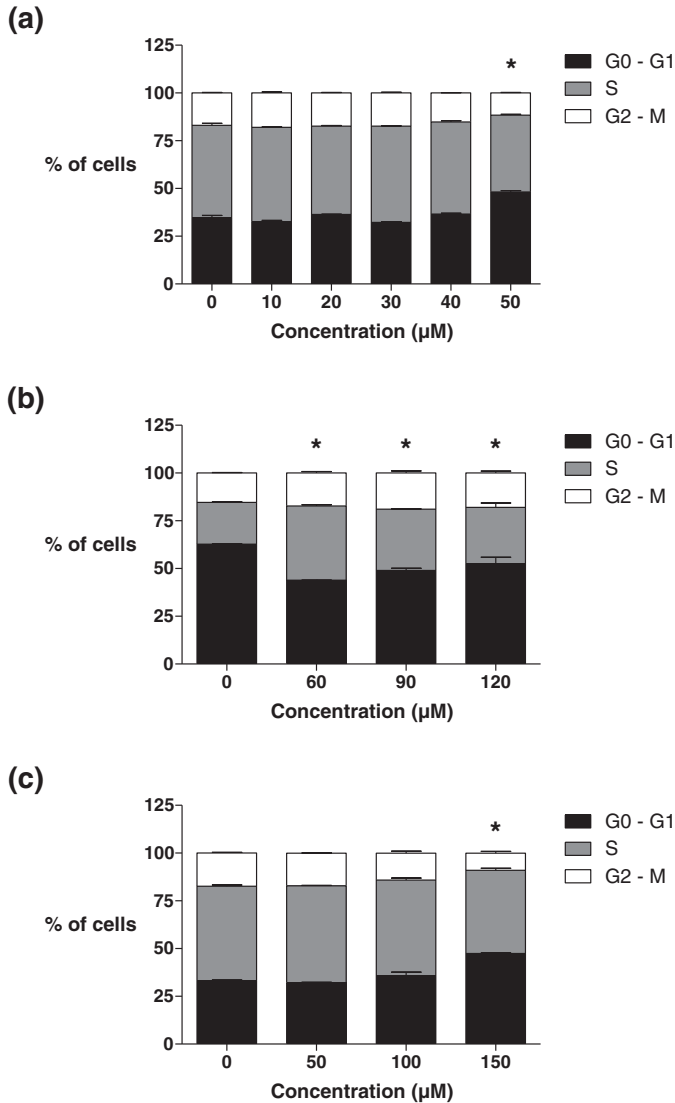 (a)
125
100
75
50
25
0
% of cells
*
G0 - G1
S
G2 - M
0 10 20 30 40 50
Concentration (µM)
(b)
125
100
75
50
25
0
% of cells
* * *
G0 - G1
S
G2 - M
0 60 90 120
Concentration (µM)
(c)
125
100
75
50
25
0
% of cells
*
G0 - G1
S
G2 - M
0 50 100 150
Concentration (µM)